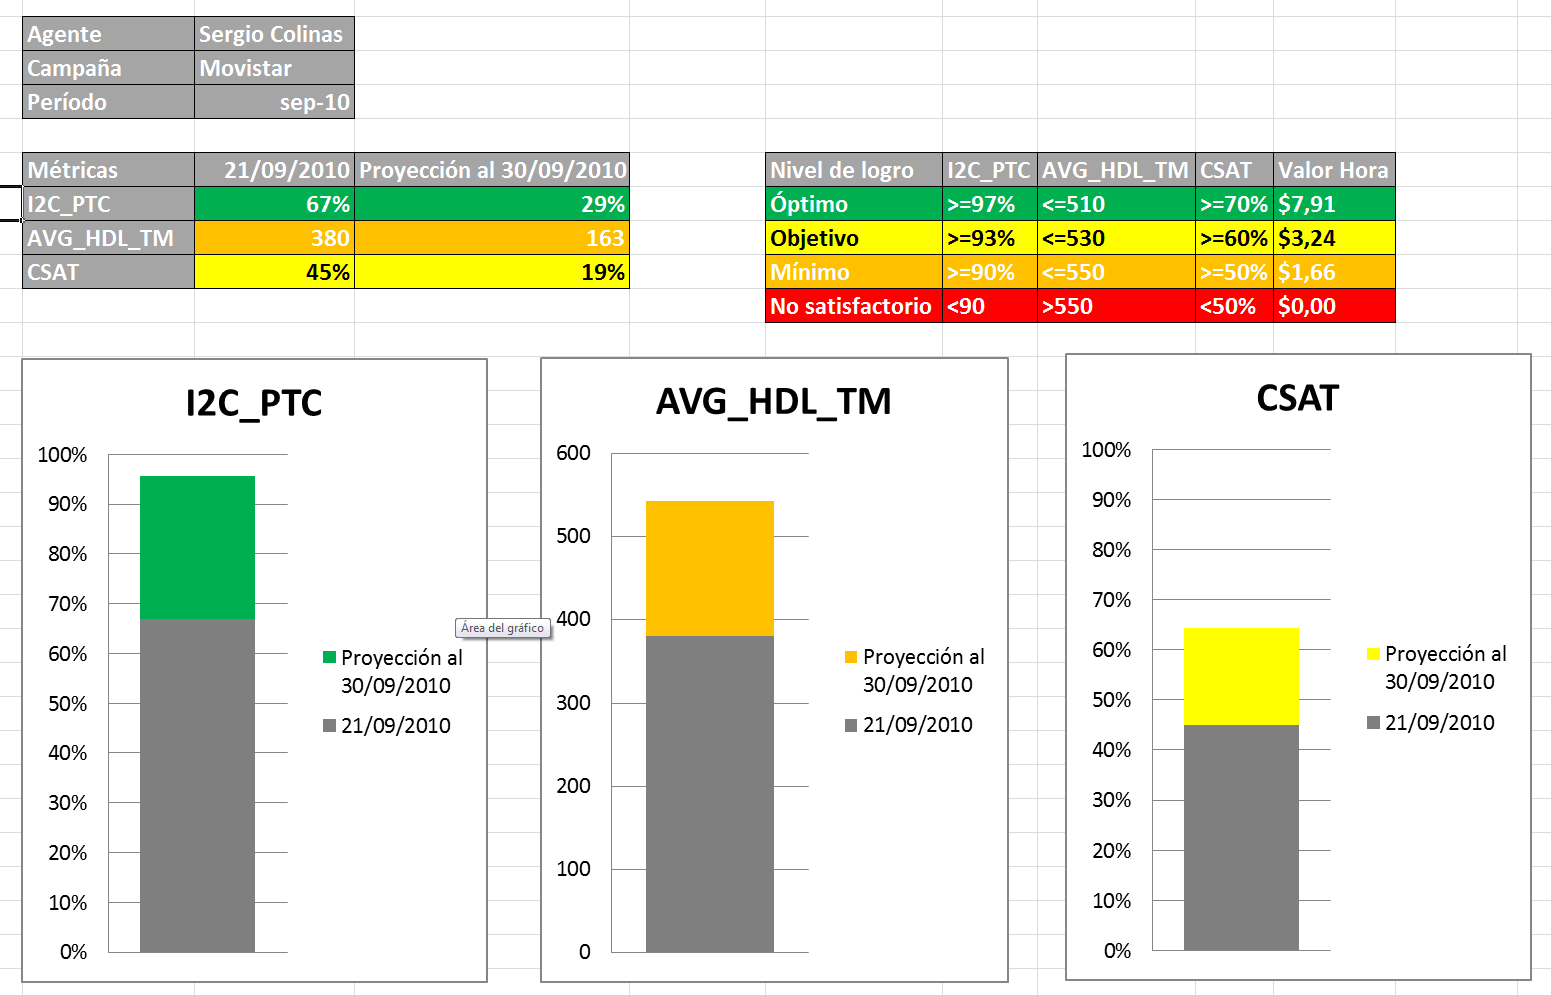 Agente Sergio Colinas
Campaña Movistar
Período sep-10
Métricas 21/09/2010 Proyección al 30/09/2010
I2C_PTC 67% 29%
AVG_HDL_TM 380 163
CSAT 45% 19%
Nivel de logro I2C_PTC AVG_HDL_TM CSAT Valor Hora
Óptimo >=97% <=510 >=70% $7,91
Objetivo >=93% <=530 >=60% $3,24
Mínimo >=90% <=550 >=50% $1,66
No satisfactorio <90 >550 <50% $0,00
I2C_PTC
100%
90%
80%
70%
60%
50%
40%
30%
20%
10%
0%
Proyección al
30/09/2010
21/09/2010
Área del gráfico
AVG_HDL_TM
600
500
400
300
200
100
0
Proyección al
30/09/2010
21/09/2010
CSAT
100%
90%
80%
70%
60%
50%
40%
30%
20%
10%
0%
Proyección al
30/09/2010
21/09/2010